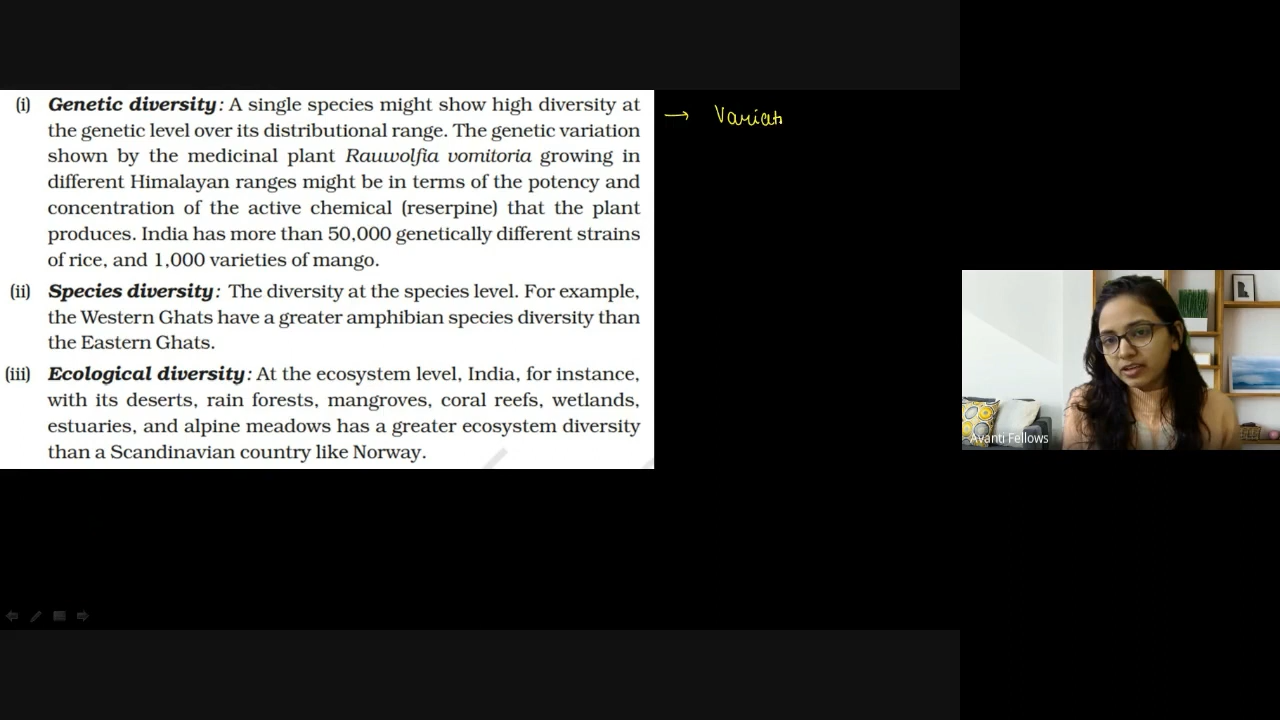 (i) Genetic diversity: A single species might show high diversity at
the genetic level over its distributional range. The genetic variation
shown by the medicinal plant Rauwolfia vomitoria growing in
different Himalayan ranges might be in terms of the potency and
concentration of the active chemical (reserpine) that the plant
produces. India has more than 50,000 genetically different strains
of rice, and 1,000 varieties of mango.
(ii) Species diversity: The diversity at the species level. For example,
the Western Ghats have a greater amphibian species diversity than
the Eastern Ghats.
(iii) Ecological diversity: At the ecosystem level, India, for instance,
with its deserts, rain forests, mangroves, coral reefs, wetlands,
estuaries, and alpine meadows has a greater ecosystem diversity
than a Scandinavian country like Norway.
→ Variati
Avanti Fellows